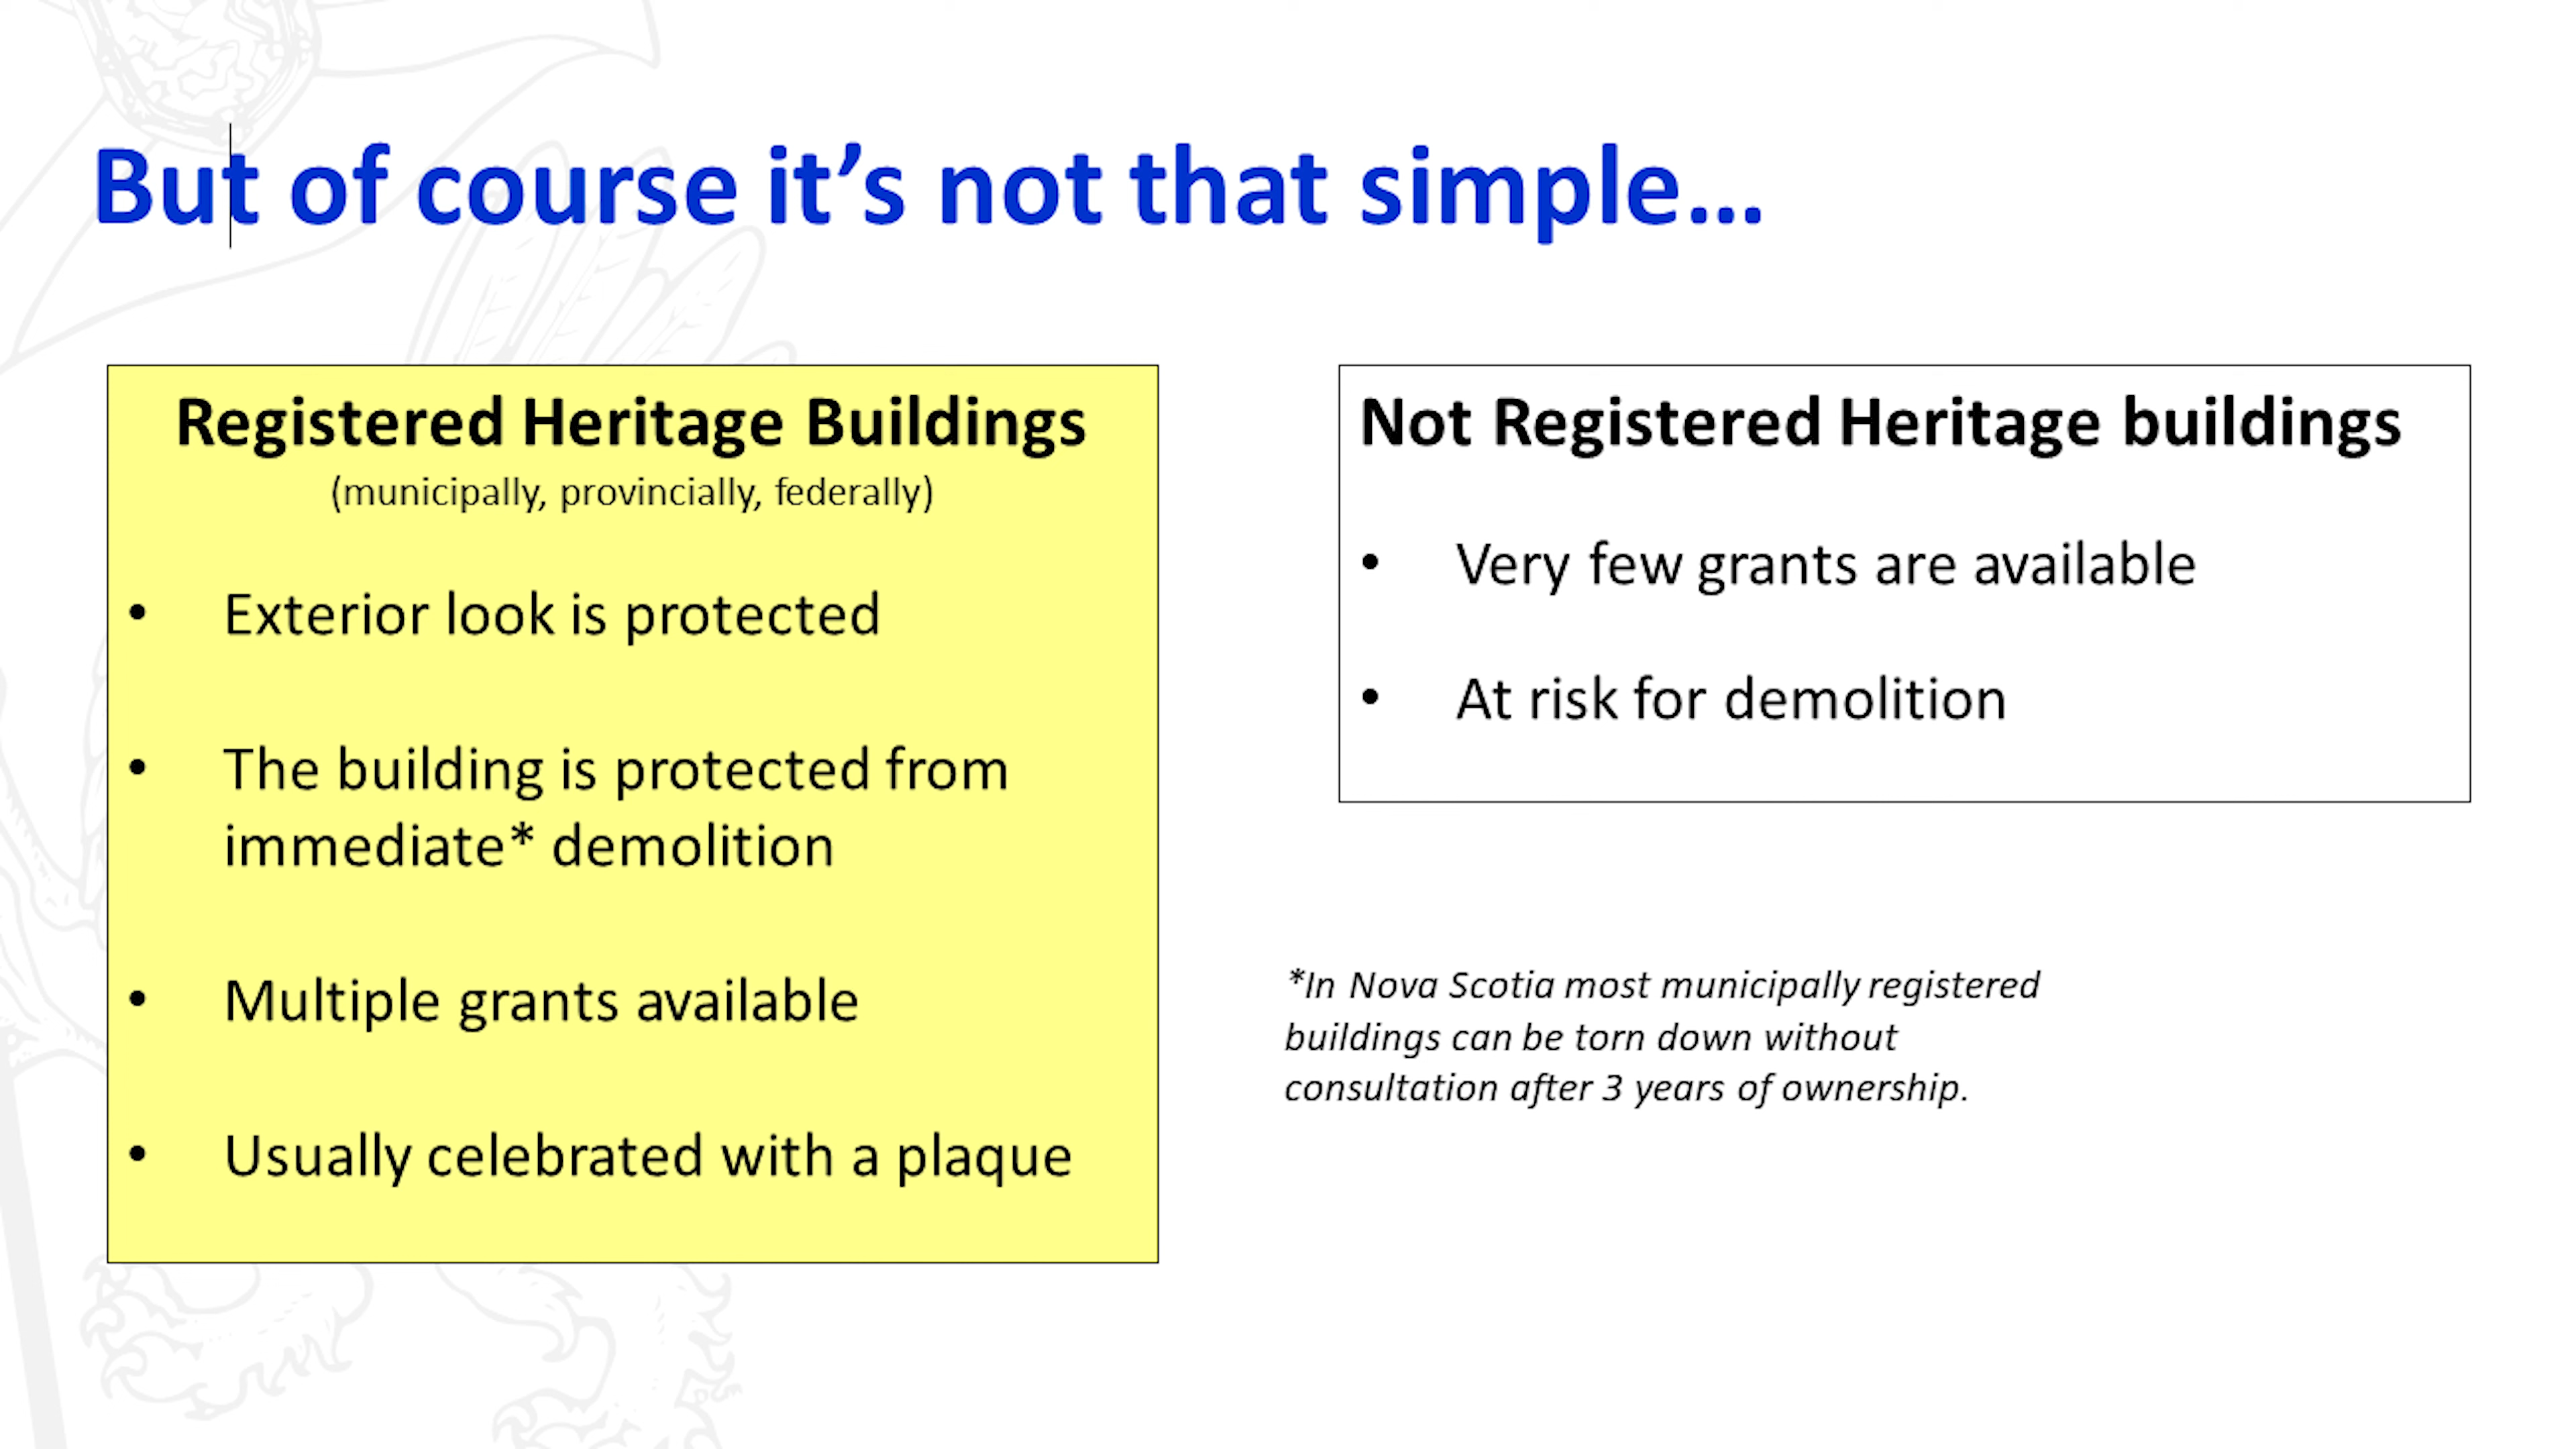 But of course it’s not that simple...
Registered Heritage Buildings
(municipally, provincially, federally)
• Exterior look is protected
• The building is protected from
immediate* demolition
• Multiple grants available
• Usually celebrated with a plaque
Not Registered Heritage buildings
• Very few grants are available
• At risk for demolition
*In Nova Scotia most municipally registered
buildings can be torn down without
consultation after 3 years of ownership.